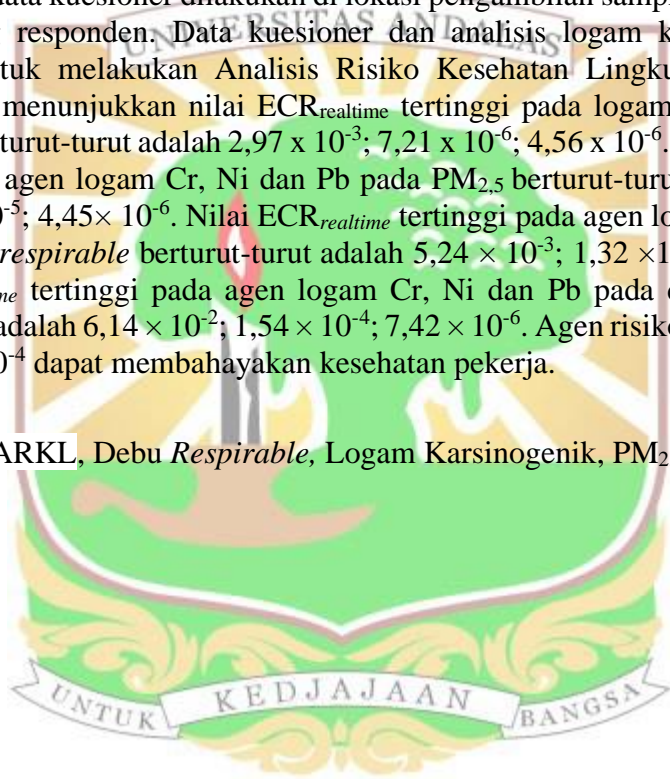 data kuesioner dilakukan di lokasi pengambilan sampl
responden. Data kuesioner dan analisis logam k
tuk melakukan Analisis Risiko Kesehatan Lingku
menunjukkan nilai ECRrealtime tertinggi pada logam
turut-turut adalah 2,97 x 10-3; 7,21 x 10-6; 4,56 x 10-6.
agen logam Cr, Ni dan Pb pada PM2,5 berturut-turu
0-5; 4,45× 10-6. Nilai ECRrealtime tertinggi pada agen lo
respirable berturut-turut adalah 5,24 × 10-3; 1,32 ×1
me tertinggi pada agen logam Cr, Ni dan Pb pada
adalah 6,14 × 10-2; 1,54 × 10-4; 7,42 × 10-6. Agen risiko
0-4 dapat membahayakan kesehatan pekerja.
ARKL, Debu Respirable, Logam Karsinogenik, PM2
UNIVERSITAS ANDALAS
UNTUK KEDJAJAAN BANGSA